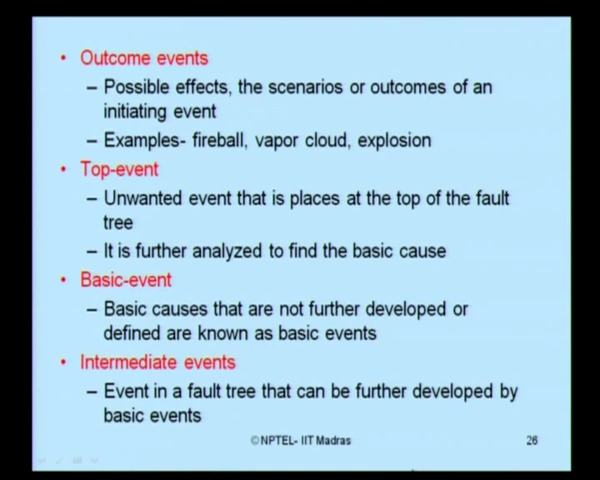 • Outcome events
– Possible effects, the scenarios or outcomes of an
initiating event
– Examples- fireball, vapor cloud, explosion
• Top-event
– Unwanted event that is places at the top of the fault
tree
– It is further analyzed to find the basic cause
• Basic-event
– Basic causes that are not further developed or
defined are known as basic events
• Intermediate events
– Event in a fault tree that can be further developed by
basic events
©NPTEL- IIT Madras 26